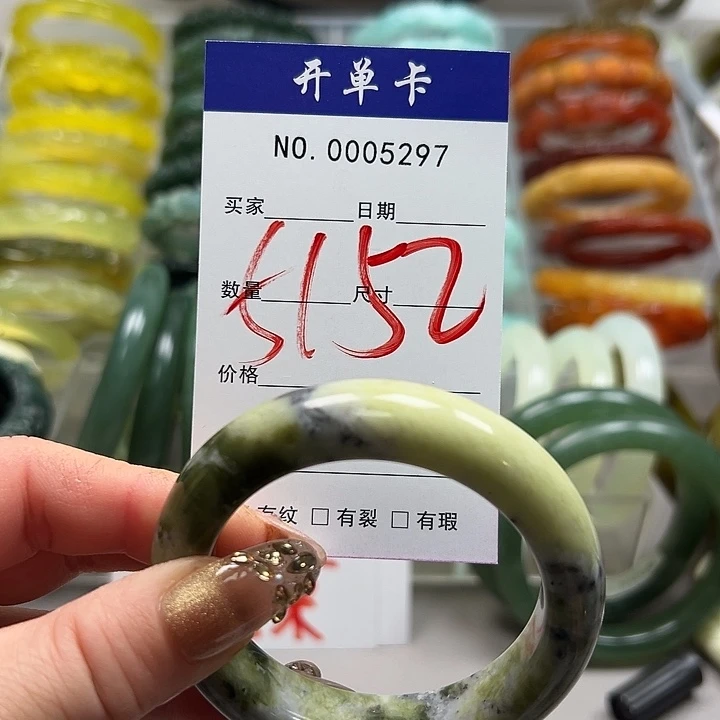 开单卡
NO. 0005297
买家 日期
5152
数量 尺寸
价格
有纹 □ 有裂 □ 有瑕